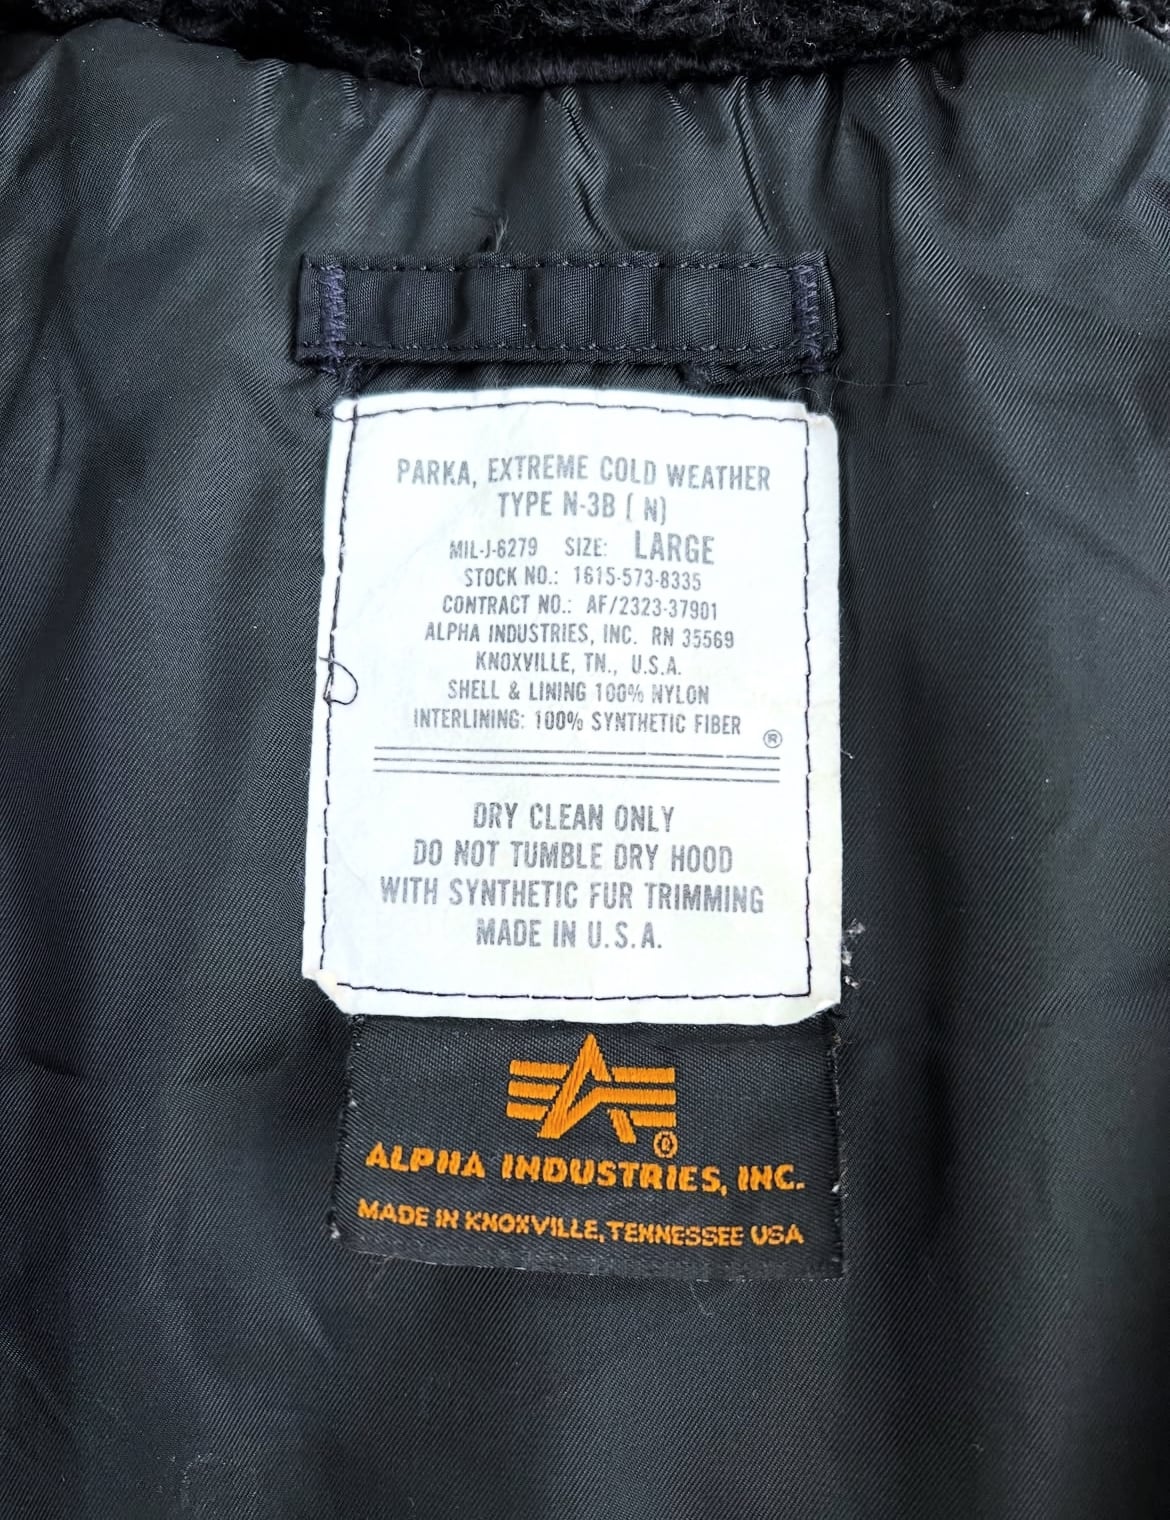 PARKA, EXTREME COLD WEATHER
TYPE N-3B ( N)
MIL-J-6279 SIZE: LARGE
STOCK NO.: 1615-573-8335
CONTRACT NO.: AF/2323-37901
ALPHA INDUSTRIES, INC. RN 35569
KNOXVILLE, TN., U.S.A.
SHELL & LINING 100% NYLON
INTERLINING: 100% SYNTHETIC FIBER
®
DRY CLEAN ONLY
DO NOT TUMBLE DRY HOOD
WITH SYNTHETIC FUR TRIMMING
MADE IN U.S.A.
®
ALPHA INDUSTRIES, INC.
MADE IN KNOXVILLE, TENNESSEE USA